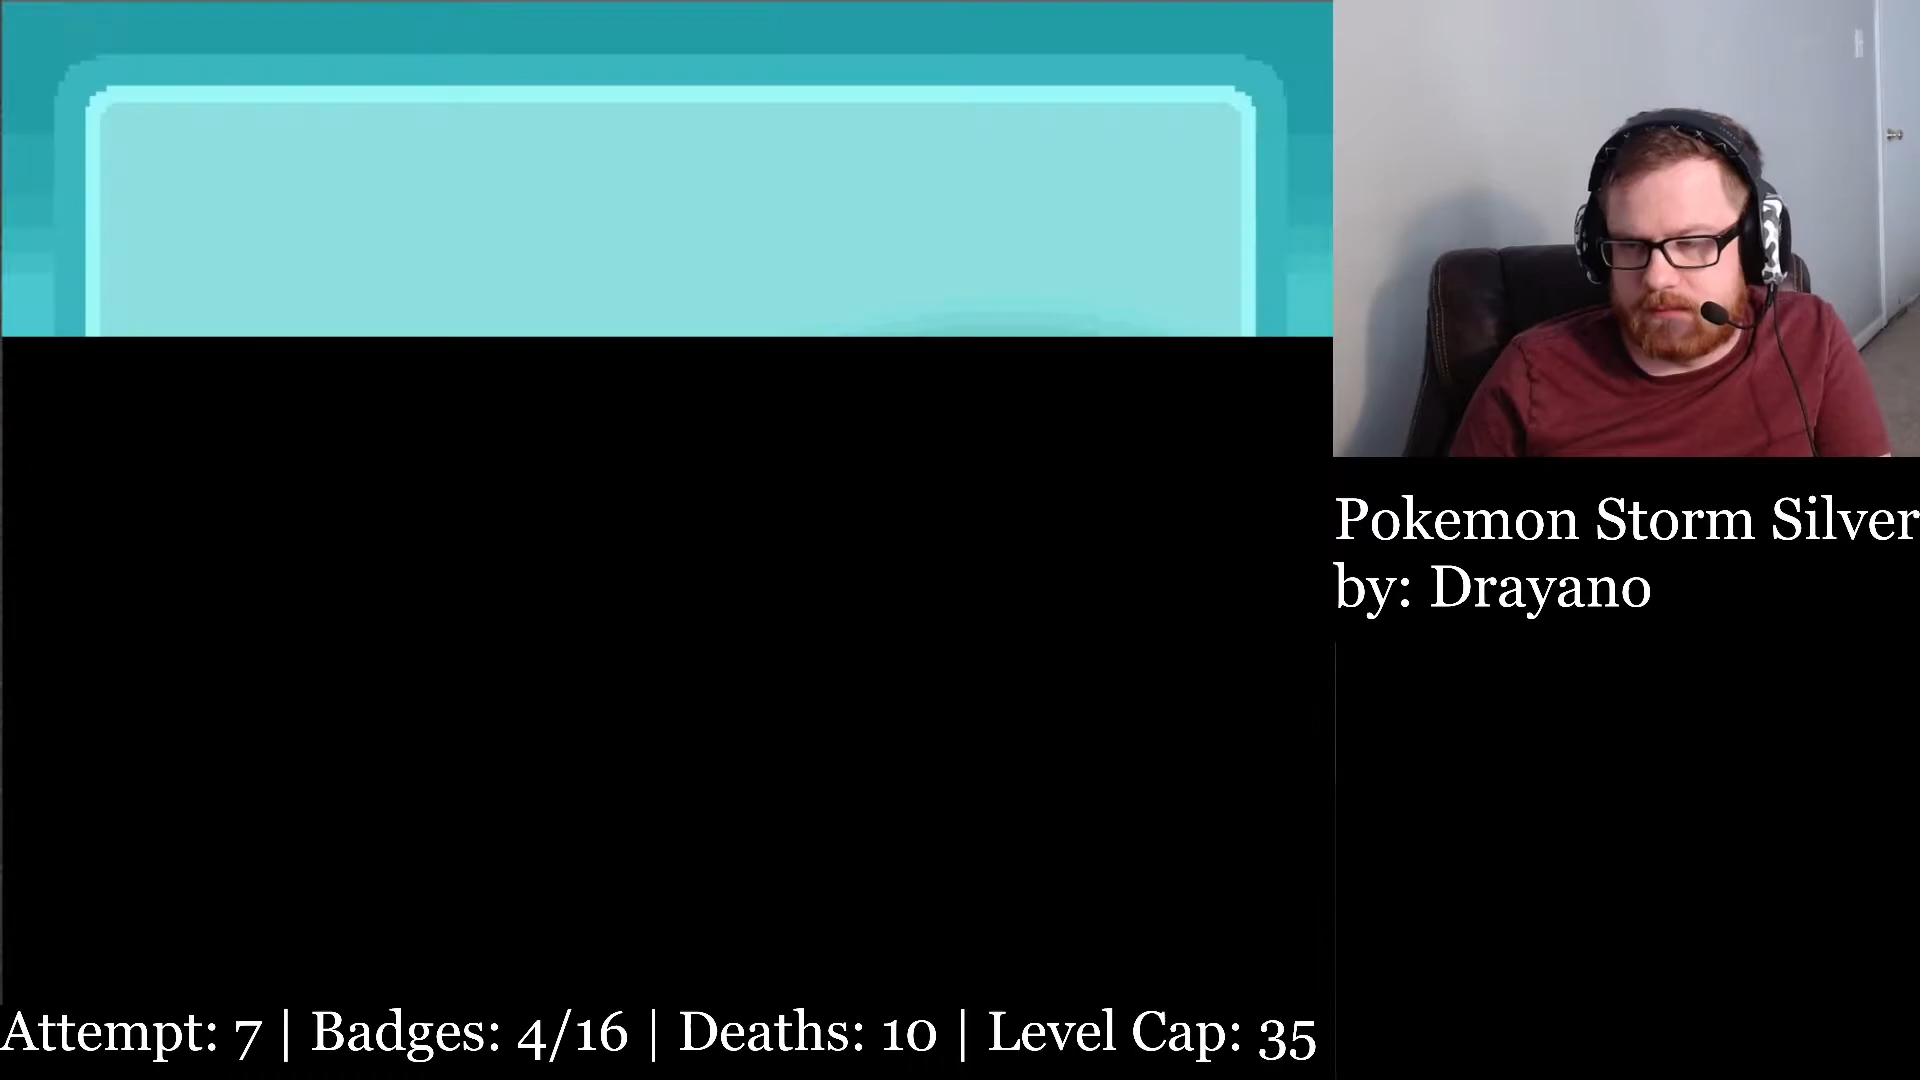 Pokemon Storm Silver
by: Drayano
Attempt: 7 | Badges: 4/16 | Deaths: 10 | Level Cap: 35